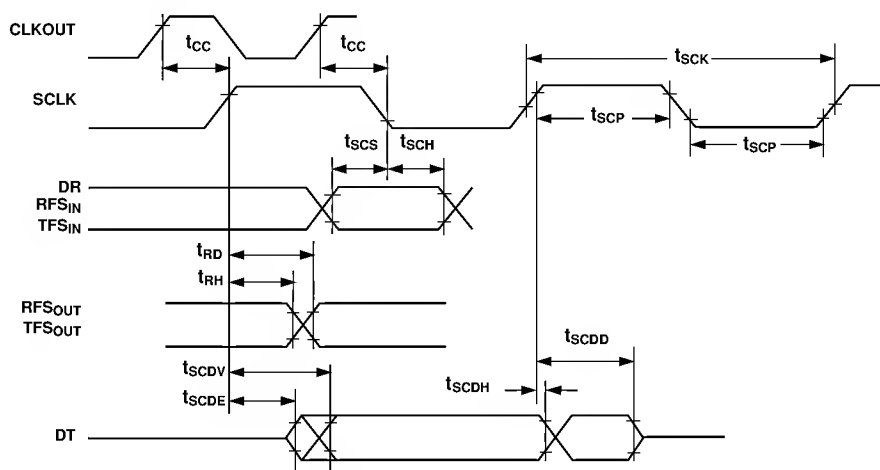 CLKOUT
tCC
tCC
tSCK
SCLK
tSCP
tSCS
tSCH
tSCP
DR
RFSIN
TFSIN
tRD
tRH
RFSOUT
TFSOUT
tSCDD
tSCDV
tSCDH
tSCDE
DT